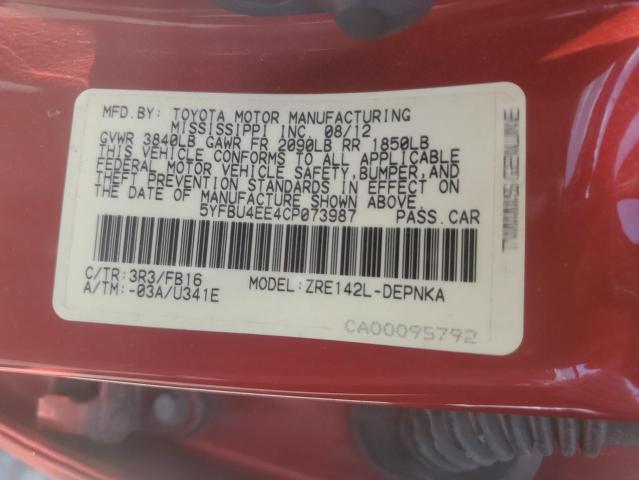 MFD.BY: TOYOTA MOTOR MANUFACTURING
MISSISSIPPI INC. 08/12
GVWR 3840LB GAWR FR 2090LB RR 1850LB
THIS VEHICLE CONFORMS TO ALL APPLICABLE
FEDERAL MOTOR VEHICLE SAFETY,BUMPER,AND
THEFT PREVENTION STANDARDS IN EFFECT ON
THE DATE OF MANUFACTURE SHOWN ABOVE.
5YFBU4EE4CP073987 PASS.CAR
C/TR: 3R3/FB16 MODEL:ZRE142L-DEPNKA
A/TM: -03A/U341E
CA00095792
GENUINE